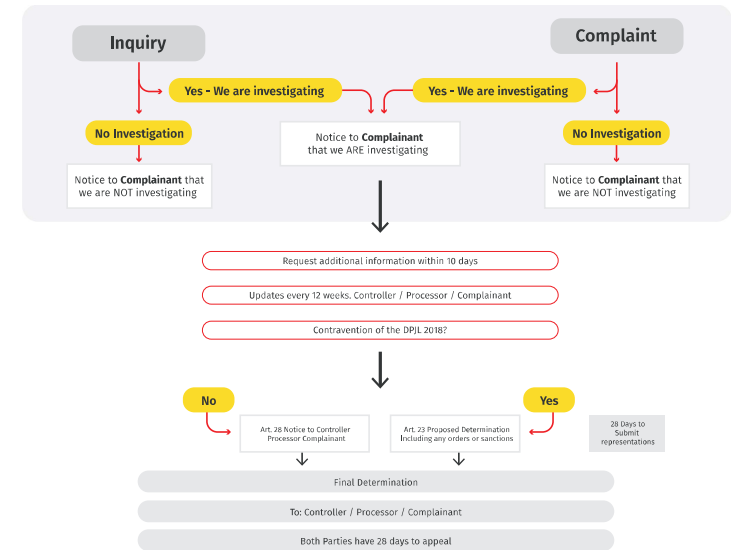 Inquiry
Complaint
Yes - We are investigating
Yes - We are investigating
No Investigation
Notice to Complainant
that we ARE investigating
No Investigation
Notice to Complainant that
we are NOT investigating
Notice to Complainant that
we are NOT investigating
Request additional information within 10 days
Updates every 12 weeks. Controller / Processor / Complainant
Contravention of the DPJL 2018?
No
Yes
Art. 28 Notice to Controller
Processor Complainant
Art. 23 Proposed Determination
Including any orders or sanctions
28 Days to
Submit
representations
Final Determination
To: Controller / Processor / Complainant
Both Parties have 28 days to appeal